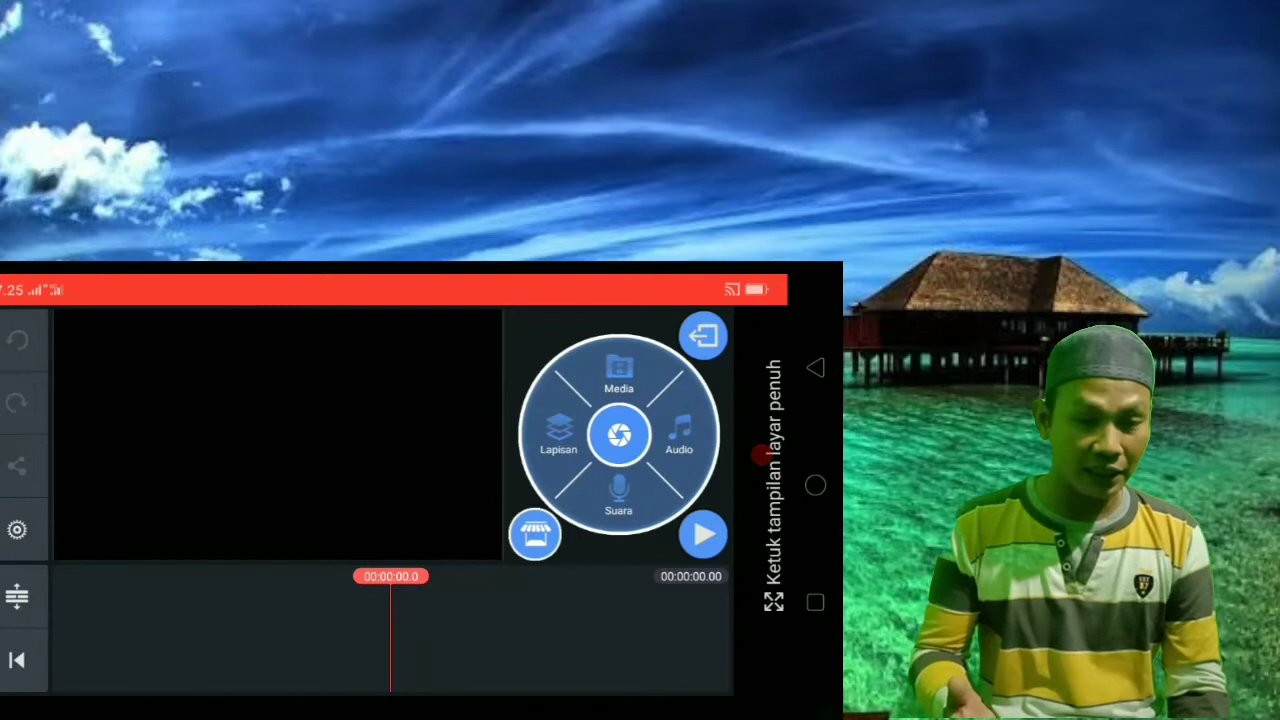 7.25
Media
Lapisan
Audio
Suara
00:00:00.0
00:00:00.00
Ketuk tampilan layar penuh